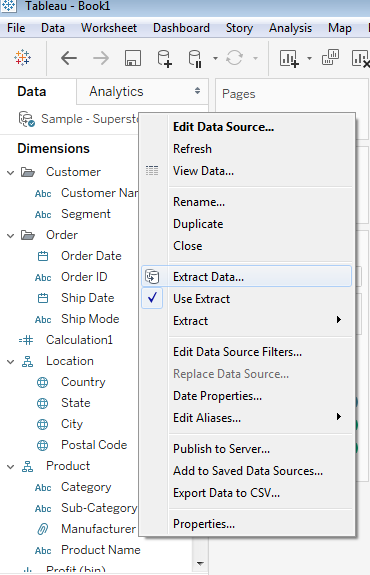 Tableau - Book1
File Data Worksheet Dashboard Story Analysis Map
Data Analytics
Pages
Sample - Superst
Dimensions
Customer
Abc Customer Na
Abc Segment
Order
Order Date
Abc Order ID
Ship Date
Abc Ship Mode
Calculation1
Location
Country
State
City
Postal Code
Product
Abc Category
Abc Sub-Category
Manufacturer
Abc Product Name
Profit (bin)
Edit Data Source...
Refresh
View Data...
Rename...
Duplicate
Close
Extract Data...
Use Extract
Extract
Edit Data Source Filters...
Replace Data Source...
Date Properties...
Edit Aliases...
Publish to Server...
Add to Saved Data Sources...
Export Data to CSV...
Properties...